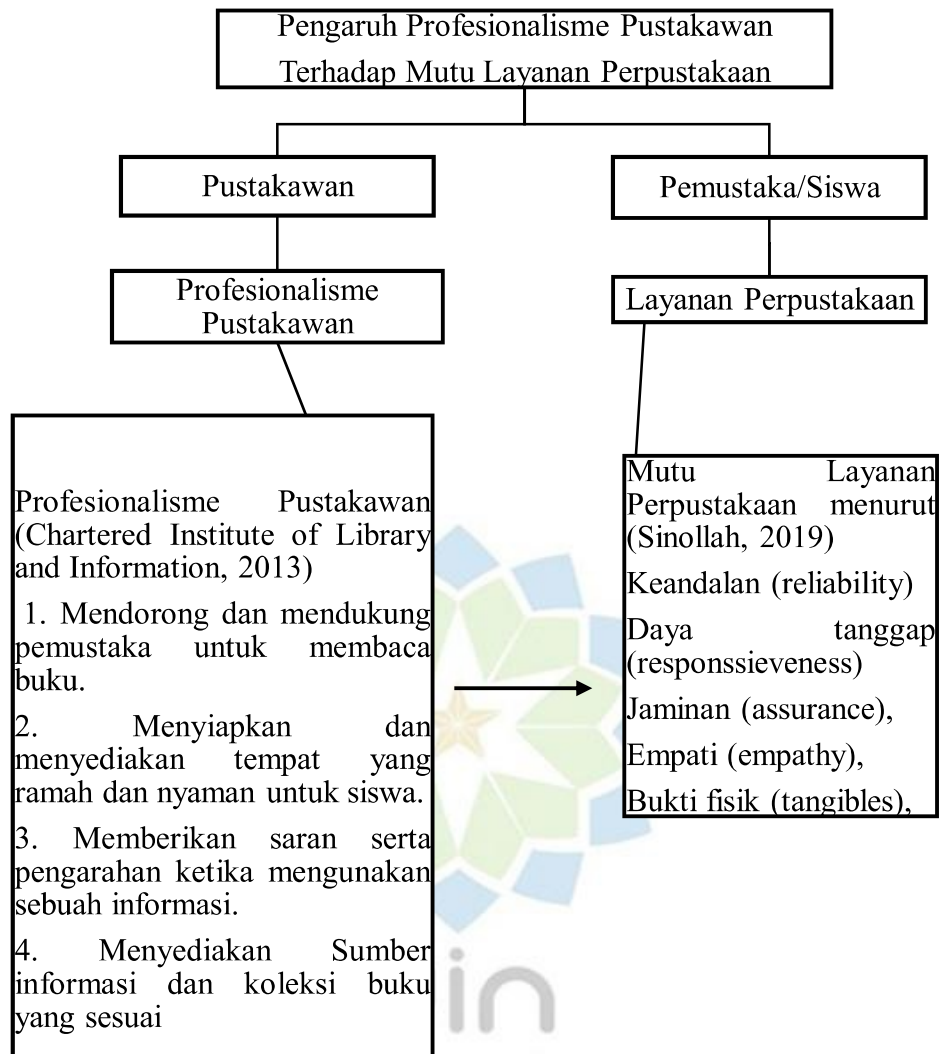 Pengaruh Profesionalisme Pustakawan
Terhadap Mutu Layanan Perpustakaan
Pustakawan
Pemustaka/Siswa
Profesionalisme
Pustakawan
Layanan Perpustakaan
Profesionalisme Pustakawan
(Chartered Institute of Library
and Information, 2013)
1. Mendorong dan mendukung
pemustaka untuk membaca
buku.
2. Menyiapkan dan
menyediakan tempat yang
ramah dan nyaman untuk siswa.
3. Memberikan saran serta
pengarahan ketika mengunakan
sebuah informasi.
4. Menyediakan Sumber
informasi dan koleksi buku
yang sesuai
Mutu Layanan
Perpustakaan menurut
(Sinollah, 2019)
Keandalan (reliability)
Daya tanggap
(responssieveness)
Jaminan (assurance),
Empati (empathy),
Bukti fisik (tangibles),
in